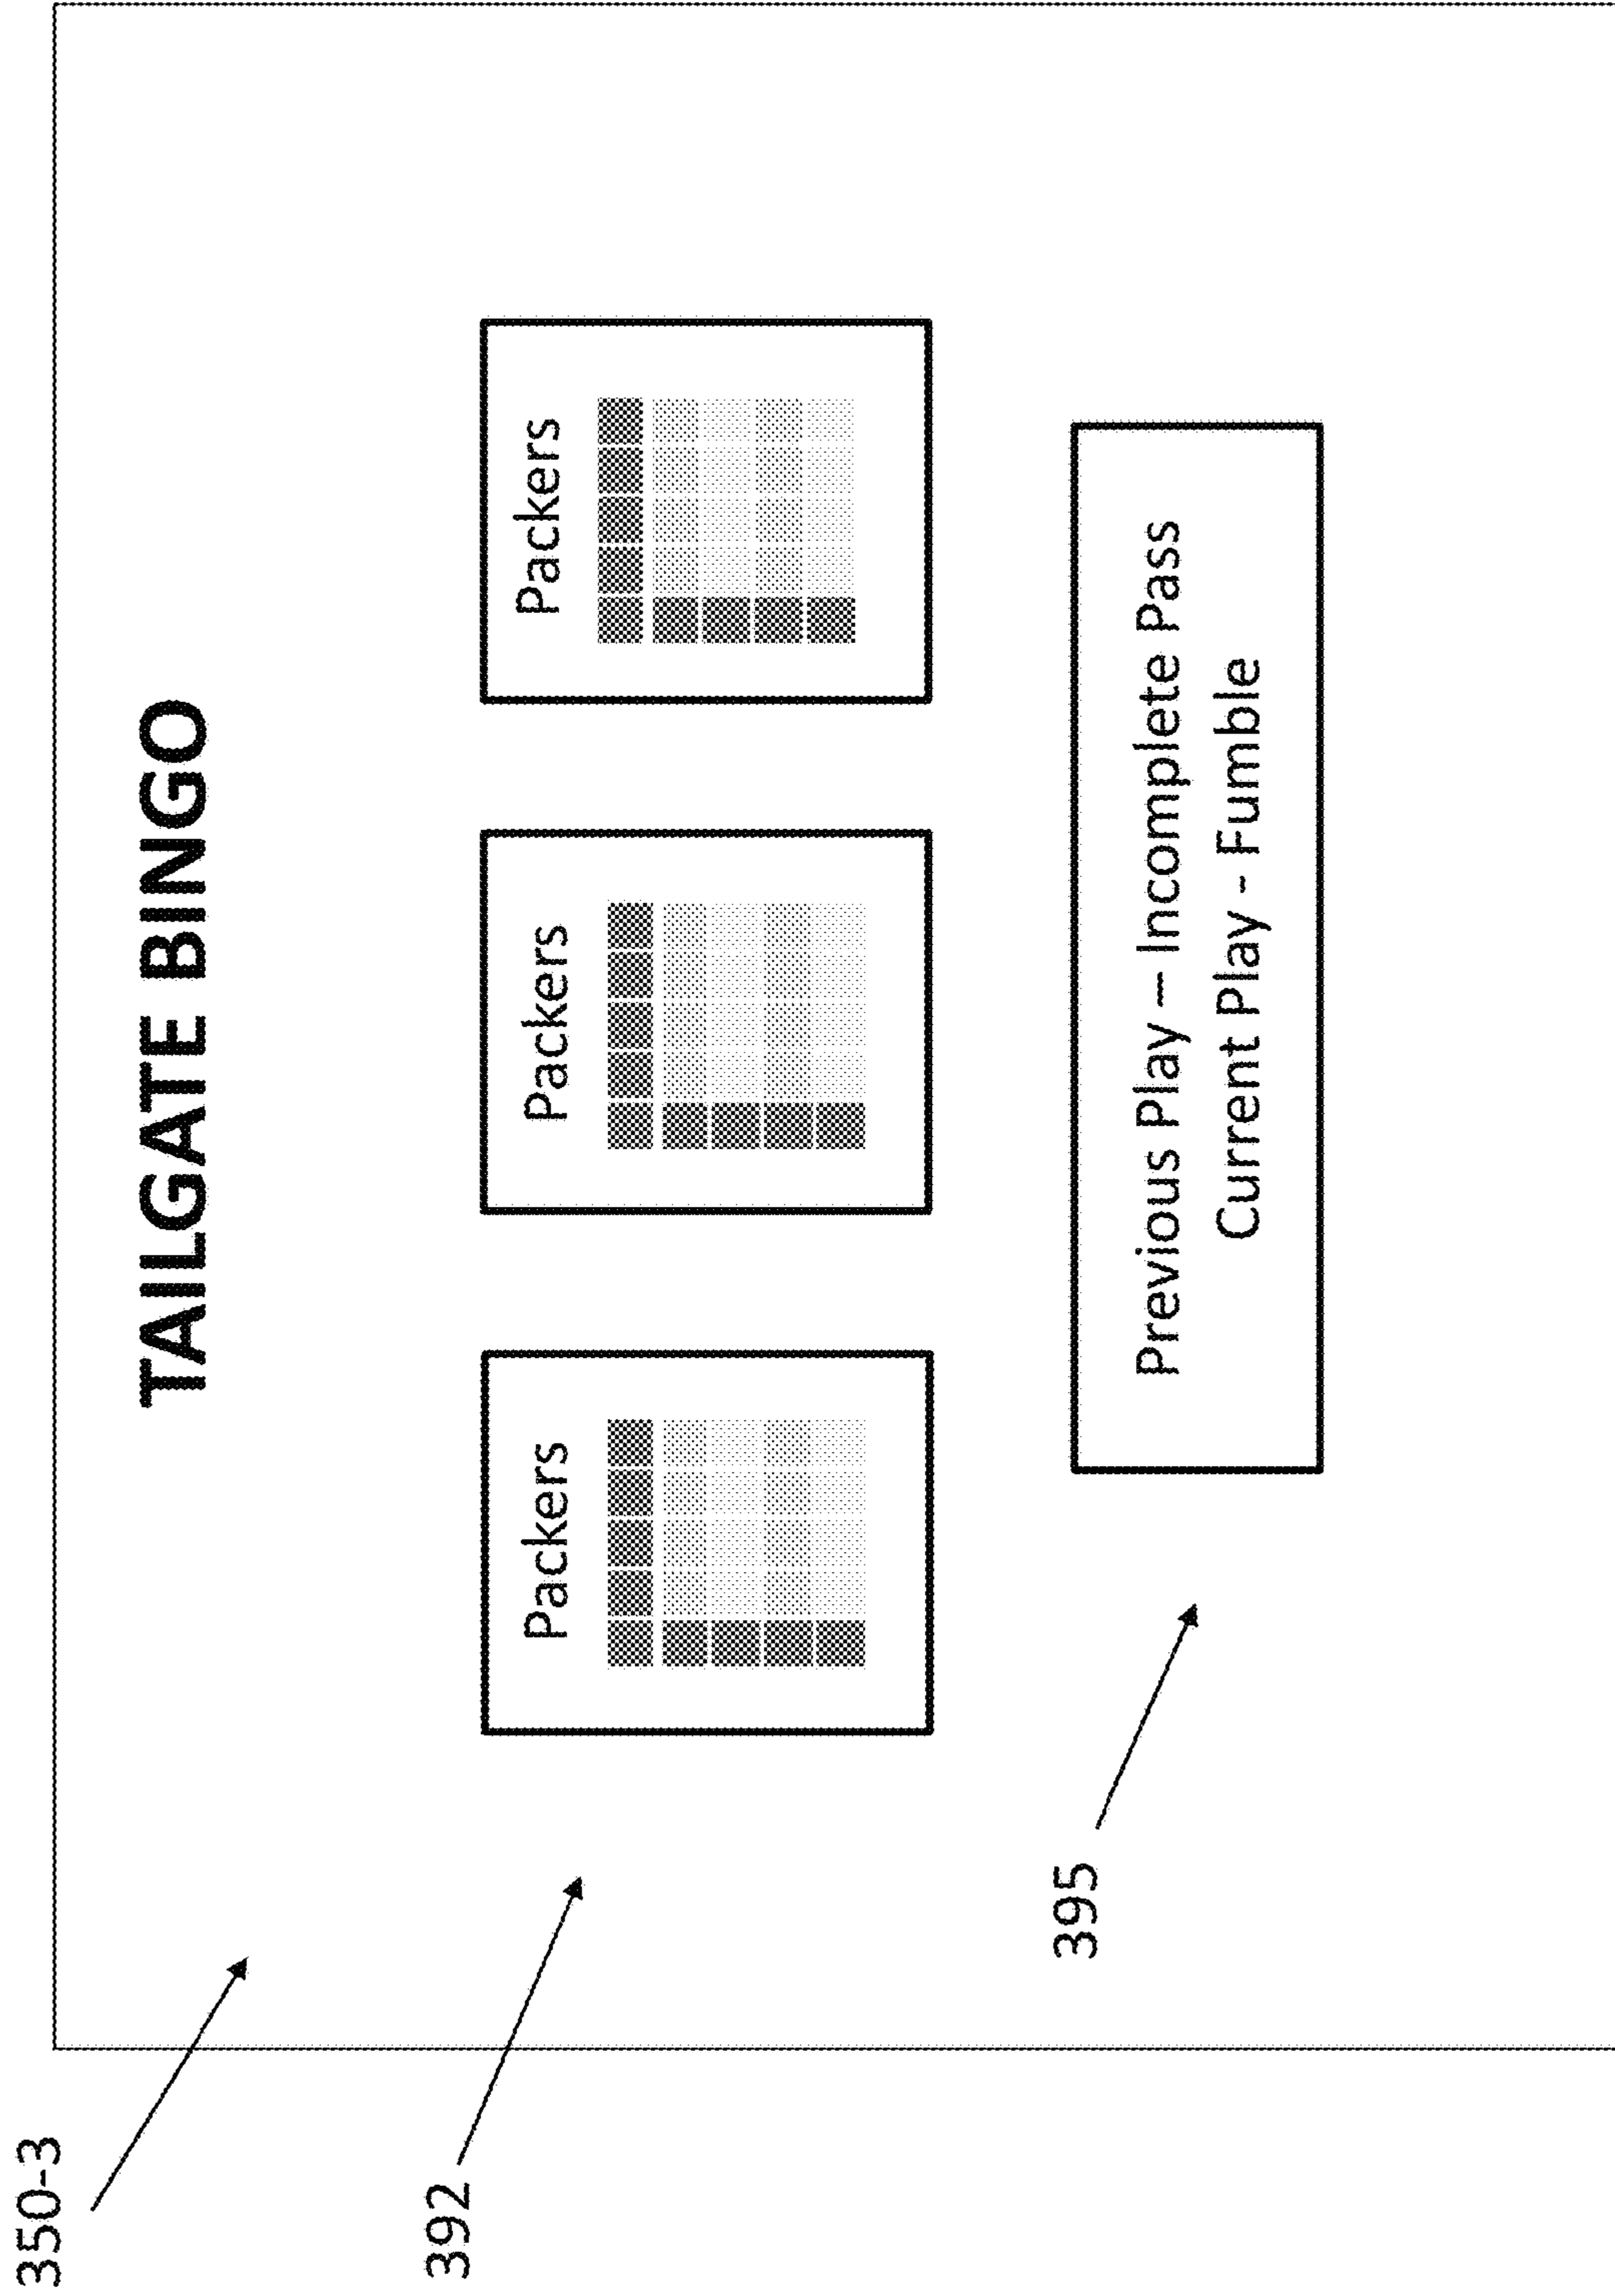 350-3
TAILGATE BINGO
392
Packers
Packers
Packers
395
Previous Play – Incomplete Pass
Current Play - Fumble